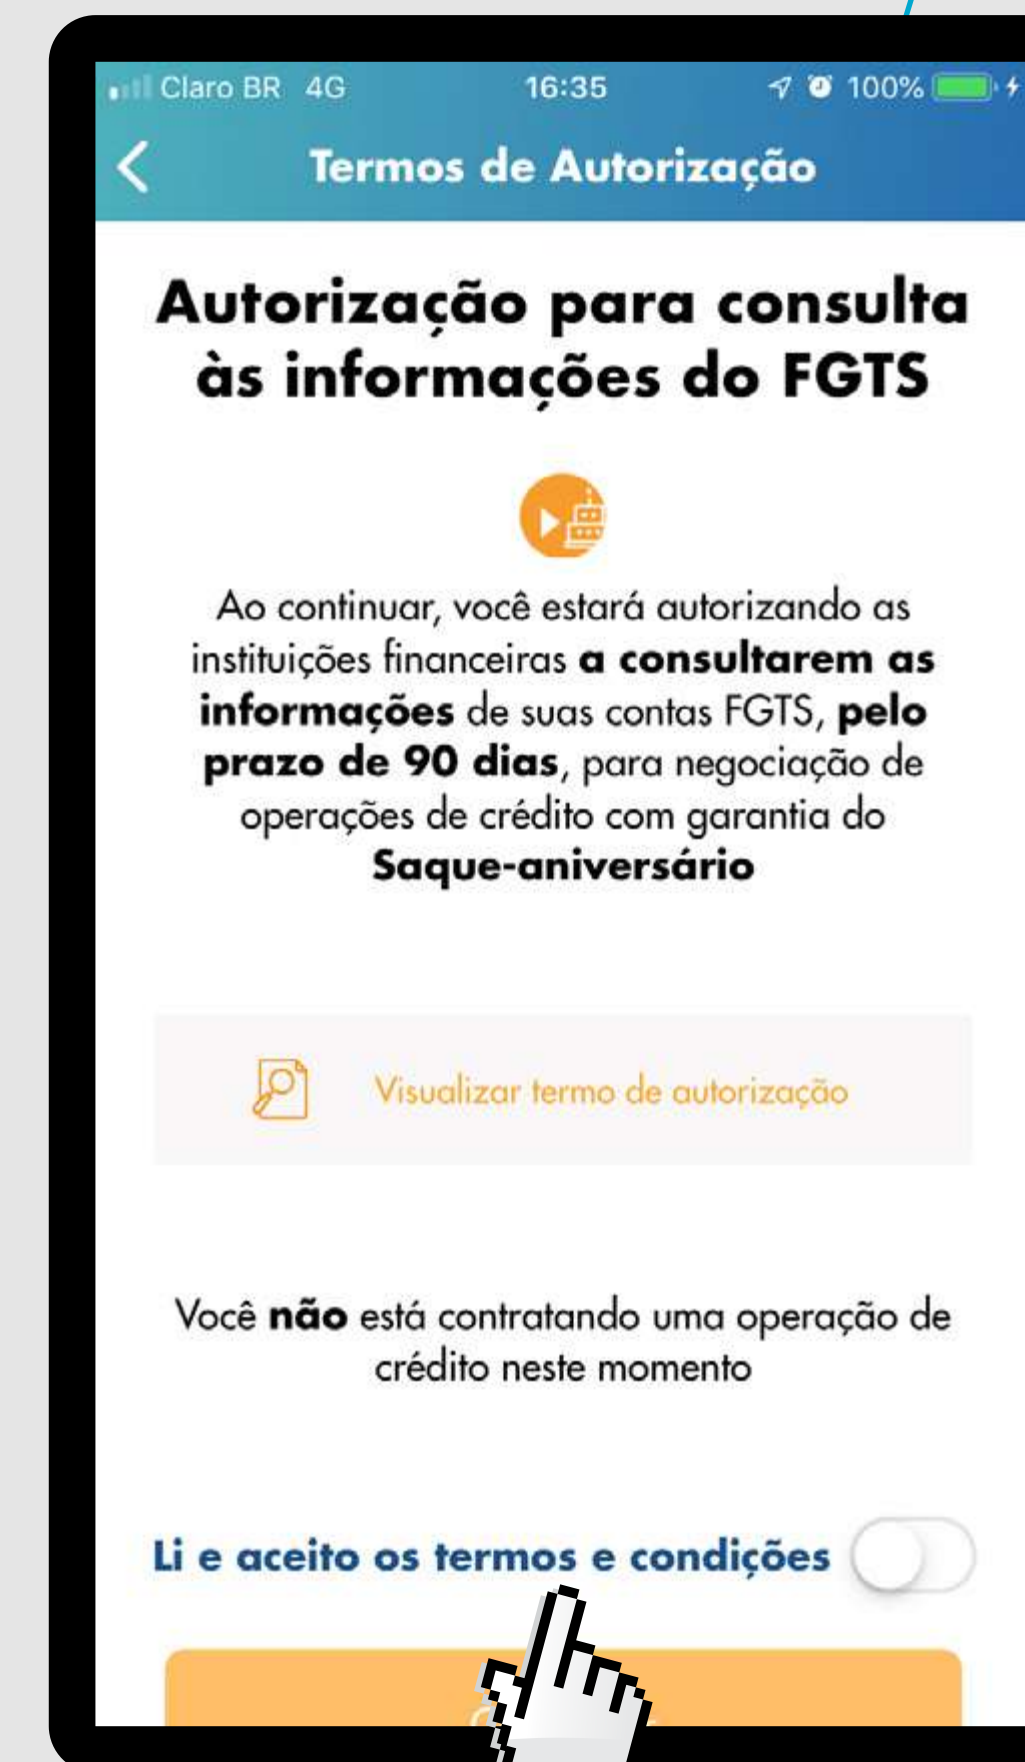 Claro BR 4G 16:35 100%
Termos de Autorização
Autorização para consulta
às informações do FGTS
Ao continuar, você estará autorizando as
instituições financeiras a consultarem as
informações de suas contas FGTS, pelo
prazo de 90 dias, para negociação de
operações de crédito com garantia do
Saque-aniversário
Visualizar termo de autorização
Você não está contratando uma operação de
crédito neste momento
Li e aceito os termos e condições